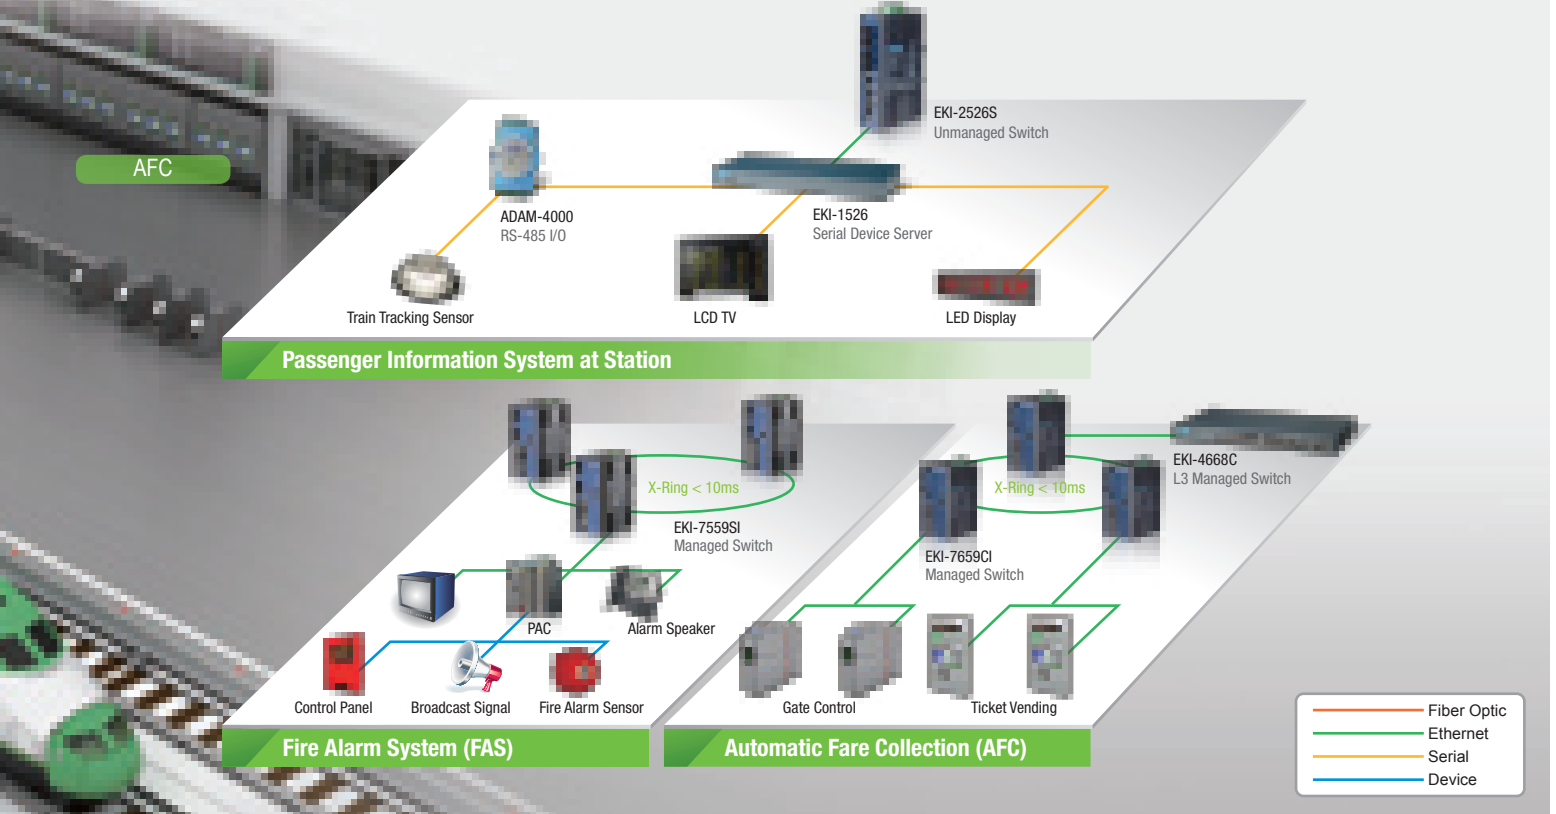 AFC
EKI-2526S
Unmanaged Switch
ADAM-4000
RS-485 I/O
EKI-1526
Serial Device Server
Train Tracking Sensor
LCD TV
LED Display
Passenger Information System at Station
X-Ring < 10ms
EKI-7559SI
Managed Switch
PAC
Alarm Speaker
Control Panel
Broadcast Signal
Fire Alarm Sensor
Fire Alarm System (FAS)
EKI-4668C
L3 Managed Switch
X-Ring < 10ms
EKI-7659CI
Managed Switch
Gate Control
Ticket Vending
Automatic Fare Collection (AFC)
Fiber Optic
Ethernet
Serial
Device